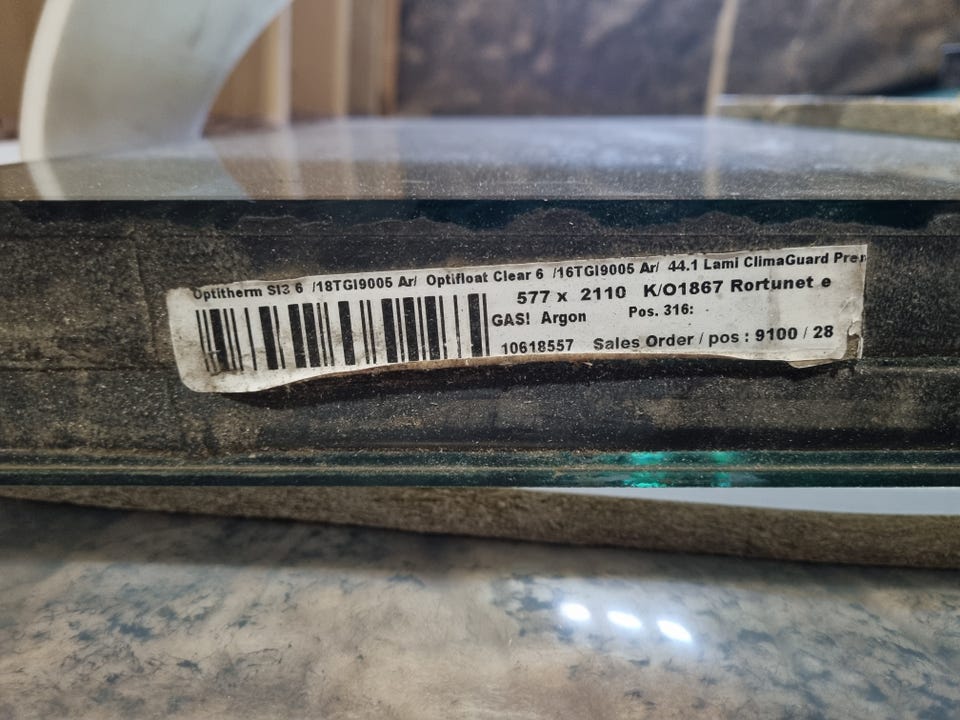 Optitherm SI3 6 /18TGI9005 Ar/ Optifloat Clear 6 /16TGI9005 Ar/ 44.1 Lami ClimaGuard Prer
577 x 2110 K/O1867 Rortunet e
GAS! Argon Pos. 316:
10618557 Sales Order / pos : 9100 / 28